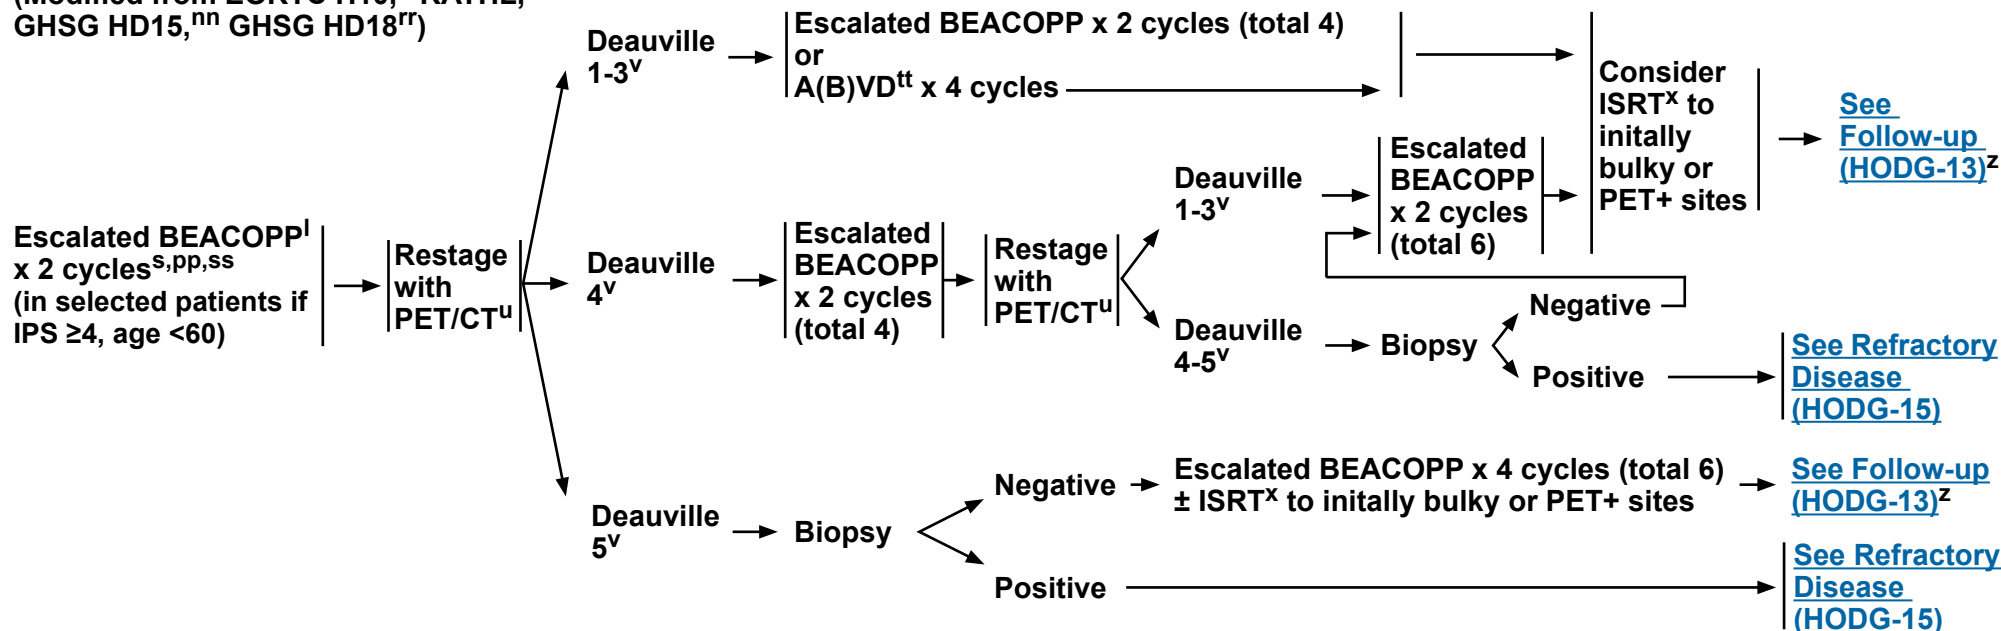 GHSG HD15,nn GHSG HD18rr)
Deauville
1-3v
Escalated BEACOPP x 2 cycles (total 4)
or
A(B)VDtt x 4 cycles
Consider
ISRTx to
initally
bulky or
PET+ sites
See
Follow-up
(HODG-13)z
Escalated BEACOPPl
x 2 cycless,pp,ss
(in selected patients if
IPS ≥4, age <60)
Restage
with
PET/CTu
Deauville
4v
Escalated
BEACOPP
x 2 cycles
(total 4)
Restage
with
PET/CTu
Deauville
1-3v
Escalated
BEACOPP
x 2 cycles
(total 6)
Deauville
4-5v
Biopsy
Negative
Positive
See Refractory
Disease
(HODG-15)
Deauville
5v
Biopsy
Negative
Escalated BEACOPP x 4 cycles (total 6)
± ISRTx to initally bulky or PET+ sites
See Follow-up
(HODG-13)z
Positive
See Refractory
Disease
(HODG-15)